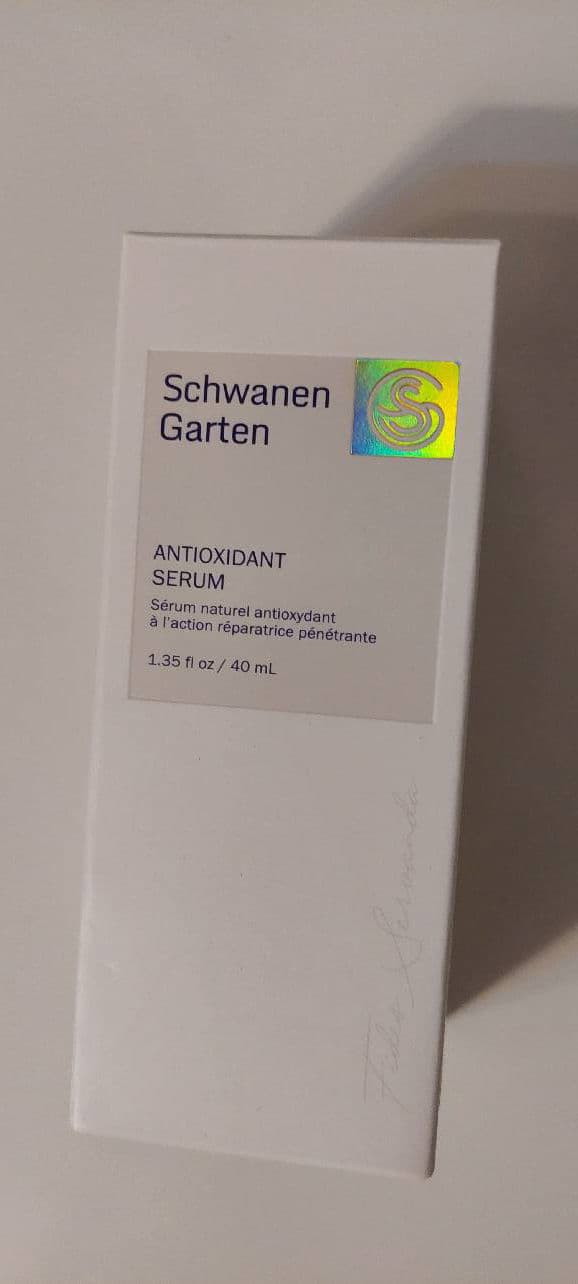 Schwanen
Garten
ANTIOXIDANT
SERUM
Sérum naturel antioxydant
à l'action réparatrice pénétrante
1.35 fl oz / 40 mL